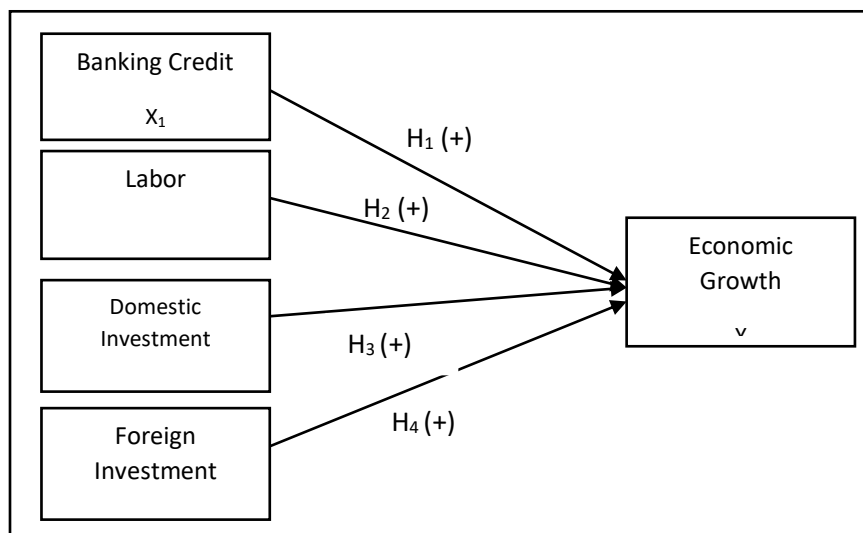 Banking Credit
X₁
H₁ (+)
Labor
H₂ (+)
Economic
Growth
Domestic
Investment
H₃ (+)
Foreign
Investment
H₄ (+)